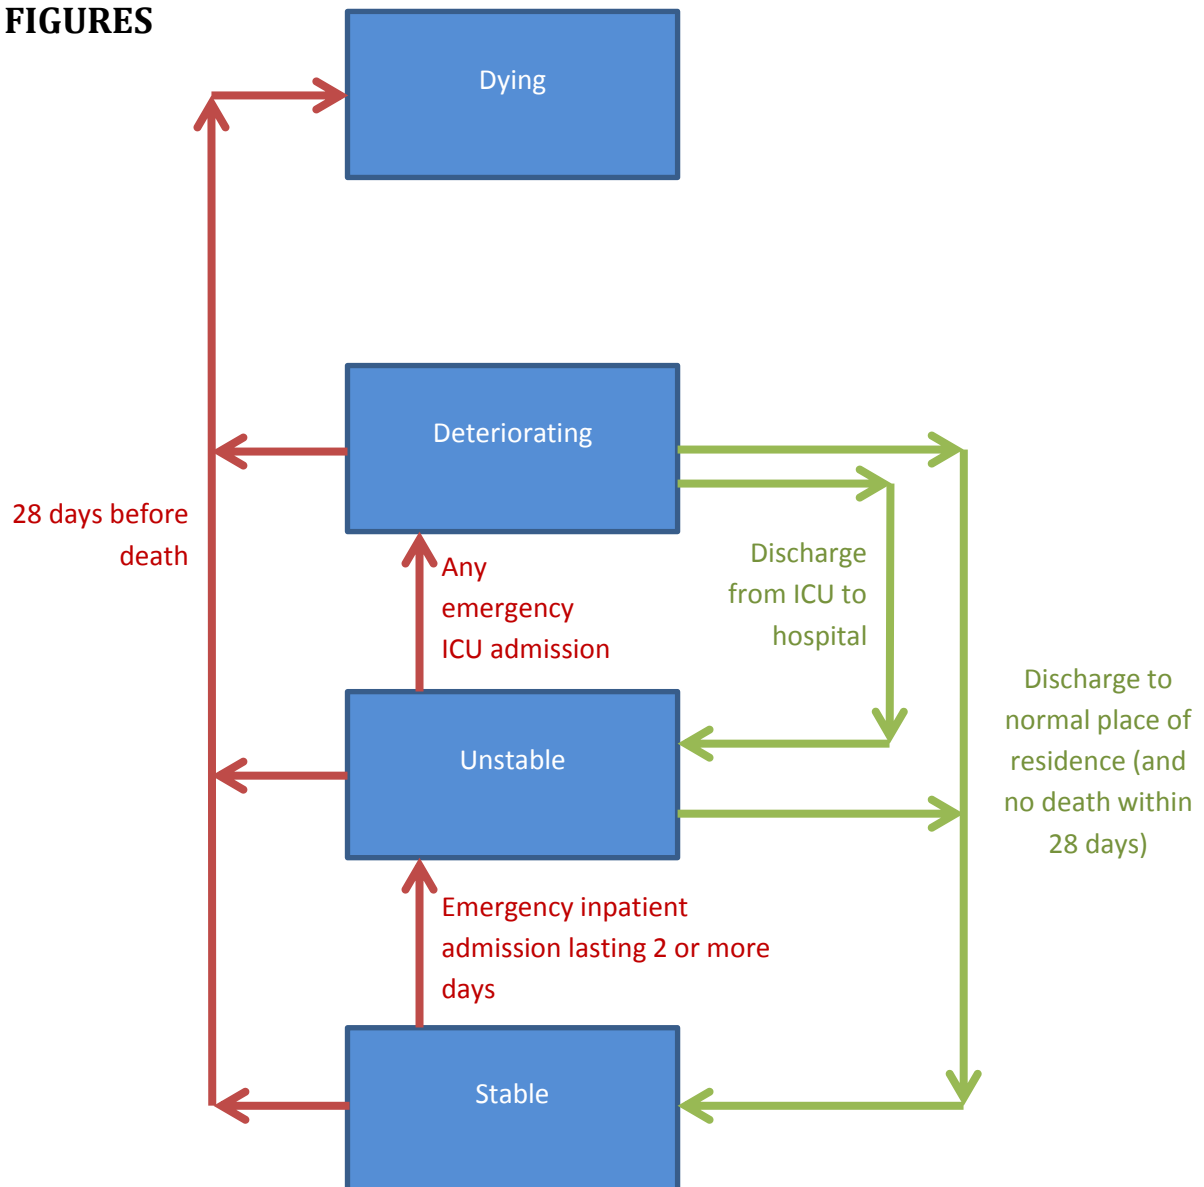 FIGURES
Dying
Deteriorating
28 days before
death
Any
emergency
ICU admission
Discharge
from ICU to
hospital
Discharge to
normal place of
residence (and
no death within
28 days)
Unstable
Emergency inpatient
admission lasting 2 or more
days
Stable